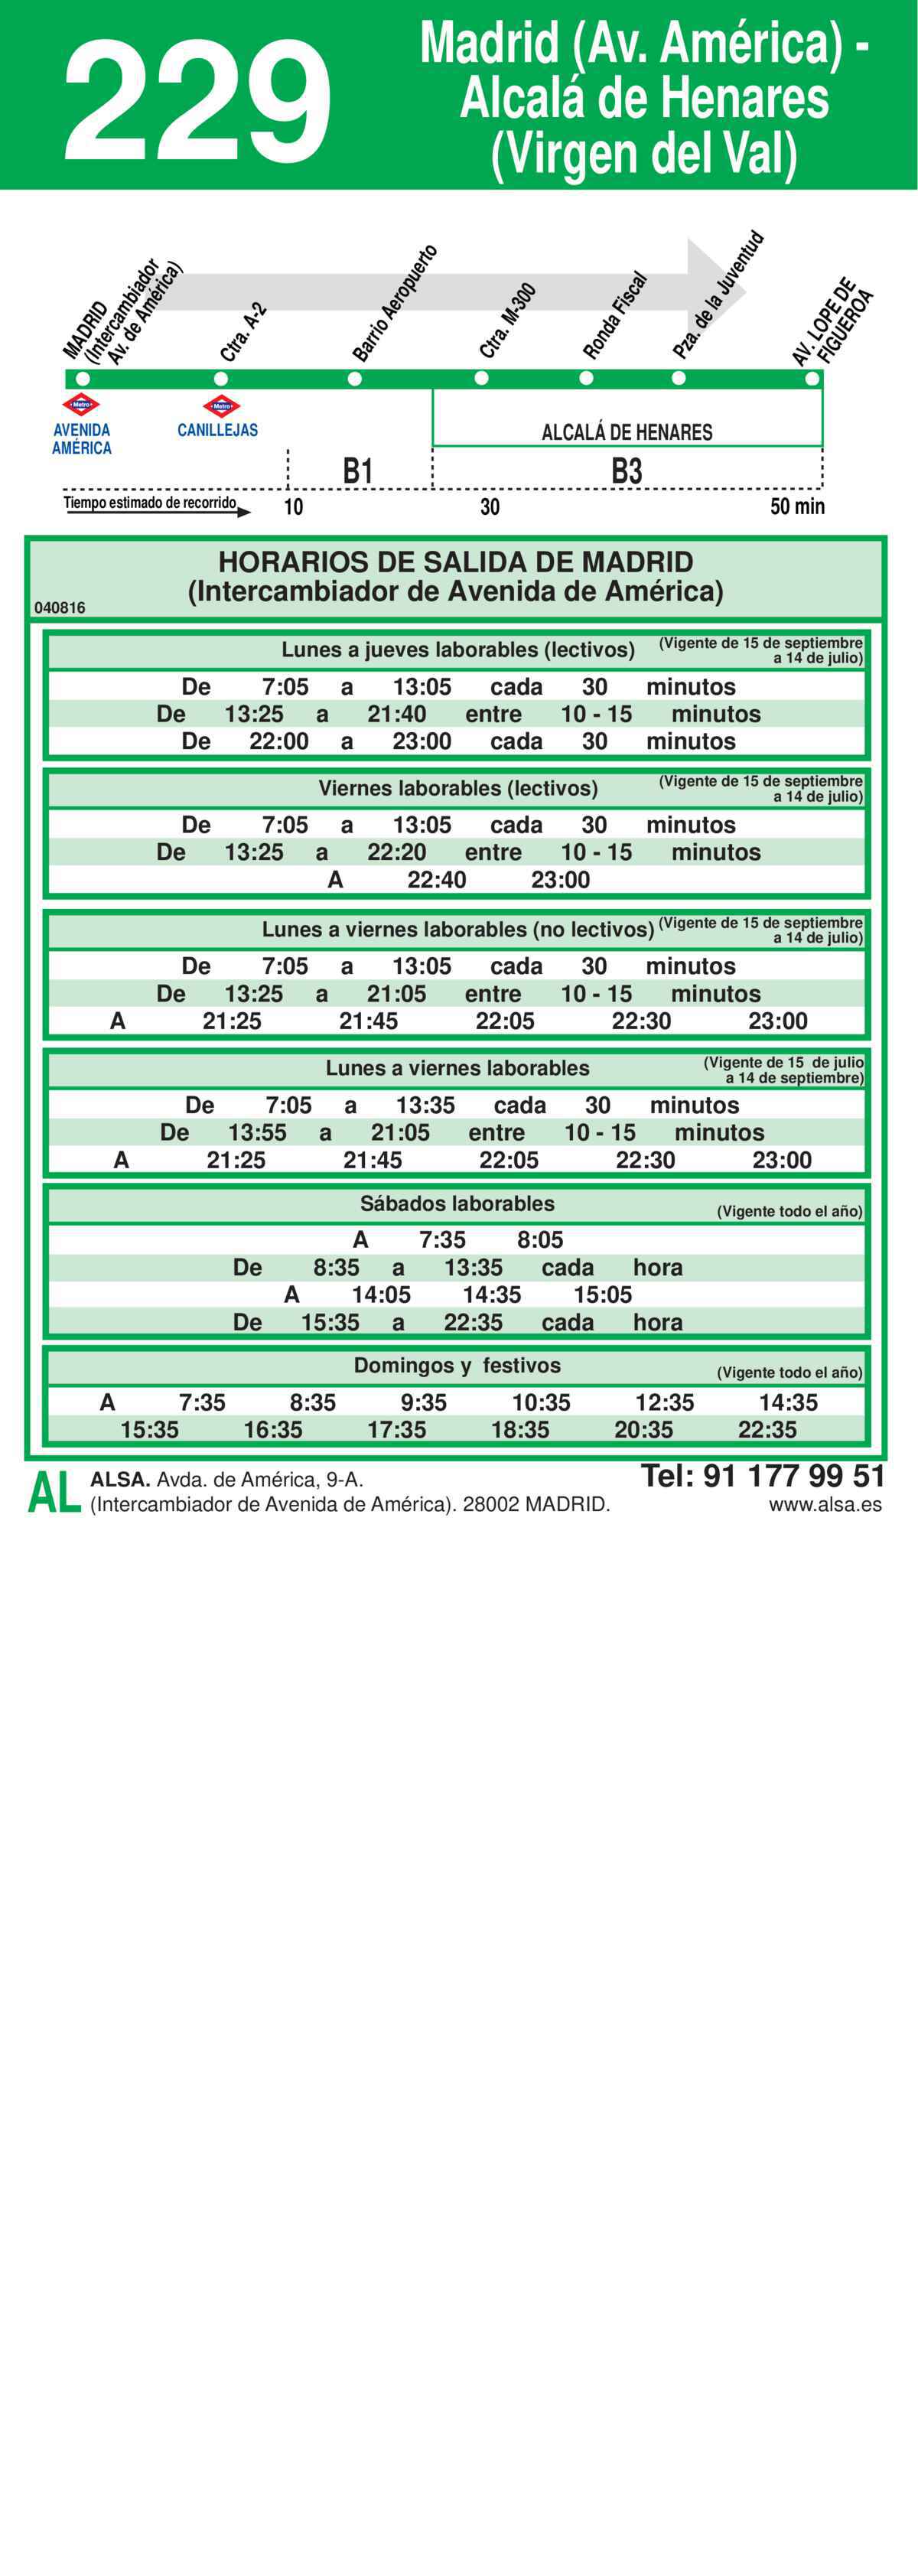 229
Madrid (Av. América) -
Alcalá de Henares
(Virgen del Val)
MADRID
(Intercambiador
Av. de América)
Ctra. A-2
Barrio Aeropuerto
Ctra. M-300
Ronda Fiscal
Pza. de la Juventud
AV. LOPE DE
FIGUEROA
Metro
Metro
AVENIDA
AMÉRICA
CANILLEJAS
ALCALÁ DE HENARES
B1
B3
Tiempo estimado de recorrido
10
30
50 min
HORARIOS DE SALIDA DE MADRID
(Intercambiador de Avenida de América)
040816
Lunes a jueves laborables (lectivos)
(Vigente de 15 de septiembre
a 14 de julio)
De 7:05 a 13:05 cada 30 minutos
De 13:25 a 21:40 entre 10 - 15 minutos
De 22:00 a 23:00 cada 30 minutos
Viernes laborables (lectivos)
(Vigente de 15 de septiembre
a 14 de julio)
De 7:05 a 13:05 cada 30 minutos
De 13:25 a 22:20 entre 10 - 15 minutos
A 22:40 23:00
Lunes a viernes laborables (no lectivos)
(Vigente de 15 de septiembre
a 14 de julio)
De 7:05 a 13:05 cada 30 minutos
De 13:25 a 21:05 entre 10 - 15 minutos
A 21:25 21:45 22:05 22:30 23:00
Lunes a viernes laborables
(Vigente de 15 de julio
a 14 de septiembre)
De 7:05 a 13:35 cada 30 minutos
De 13:55 a 21:05 entre 10 - 15 minutos
A 21:25 21:45 22:05 22:30 23:00
Sábados laborables
(Vigente todo el año)
A 7:35 8:05
De 8:35 a 13:35 cada hora
A 14:05 14:35 15:05
De 15:35 a 22:35 cada hora
Domingos y festivos
(Vigente todo el año)
A 7:35 8:35 9:35 10:35 12:35 14:35
15:35 16:35 17:35 18:35 20:35 22:35
AL
ALSA. Avda. de América, 9-A.
(Intercambiador de Avenida de América). 28002 MADRID.
Tel: 91 177 99 51
www.alsa.es